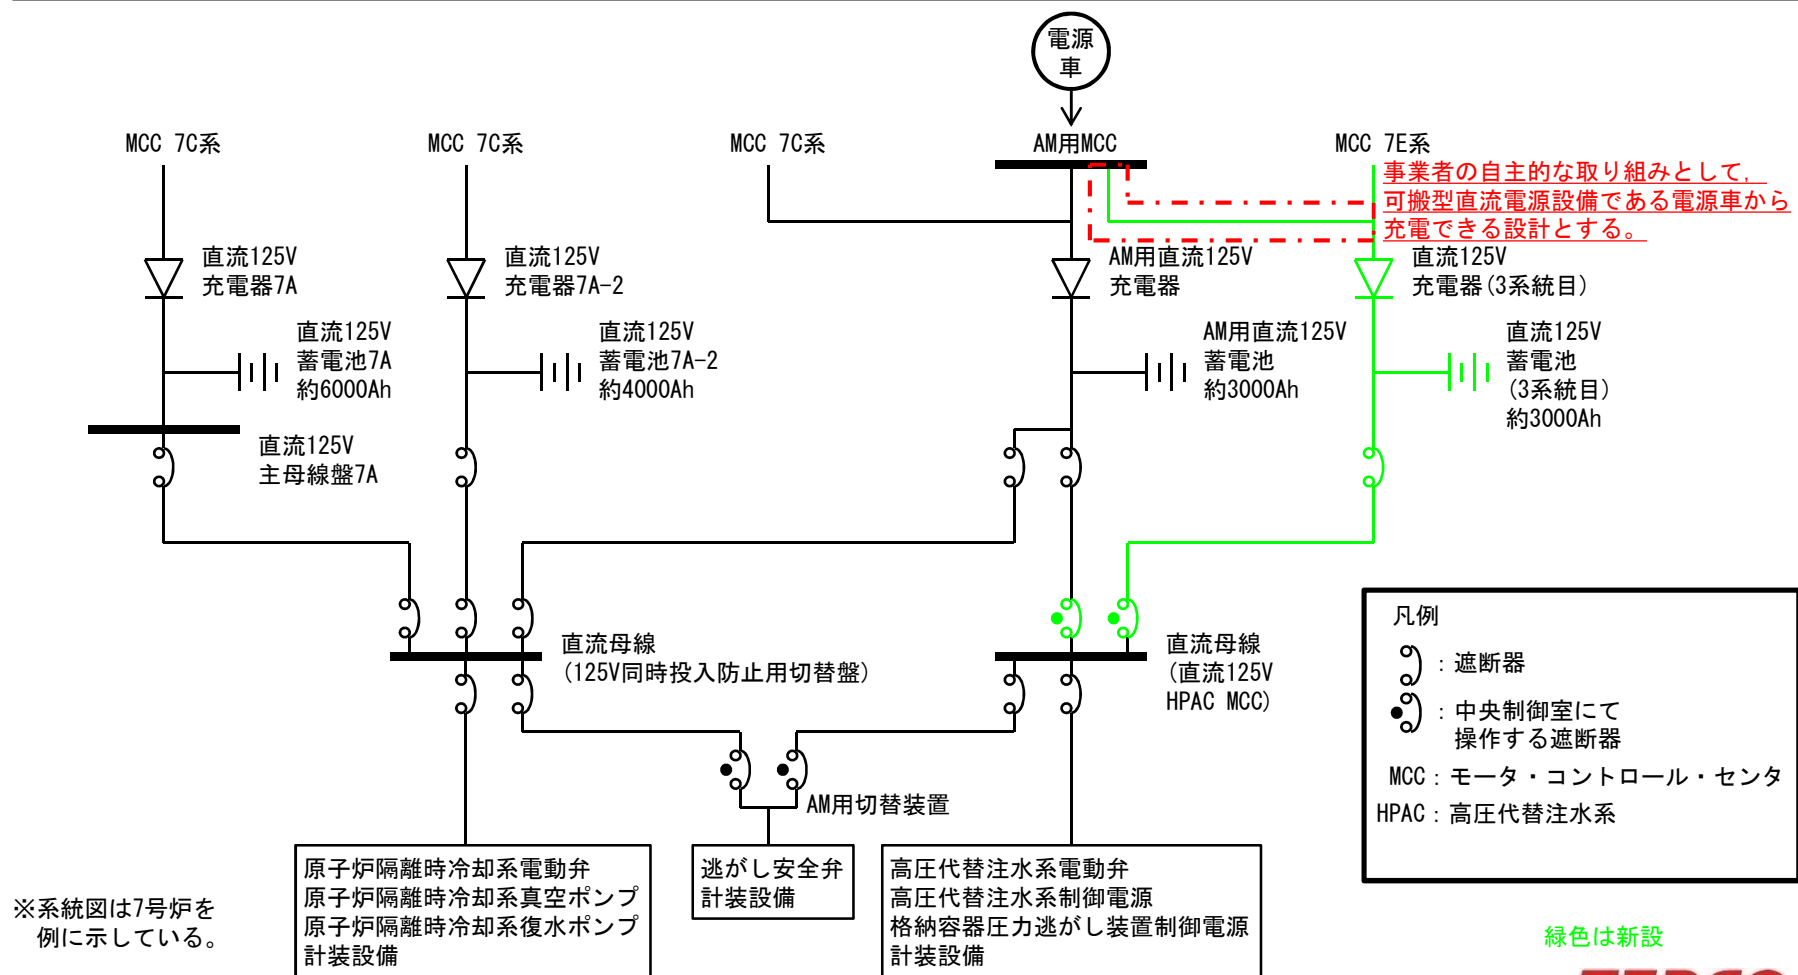 電源
車
MCC 7C系
MCC 7C系
MCC 7C系
AM用MCC
MCC 7E系
事業者の自主的な取り組みとして，
可搬型直流電源設備である電源車から
充電できる設計とする。
直流125V
充電器7A
直流125V
充電器7A-2
AM用直流125V
充電器
直流125V
充電器(3系統目)
直流125V
蓄電池7A
約6000Ah
直流125V
蓄電池7A-2
約4000Ah
AM用直流125V
蓄電池
約3000Ah
直流125V
蓄電池
(3系統目)
約3000Ah
直流125V
主母線盤7A
直流母線
(125V同時投入防止用切替盤)
直流母線
(直流125V
HPAC MCC)
AM用切替装置
凡例
：遮断器
：中央制御室にて
操作する遮断器
MCC：モータ・コントロール・センタ
HPAC：高圧代替注水系
原子炉隔離時冷却系電動弁
原子炉隔離時冷却系真空ポンプ
原子炉隔離時冷却系復水ポンプ
計装設備
逃がし安全弁
計装設備
高圧代替注水系電動弁
高圧代替注水系制御電源
格納容器圧力逃がし装置制御電源
計装設備
※系統図は7号炉を
例に示している。
緑色は新設